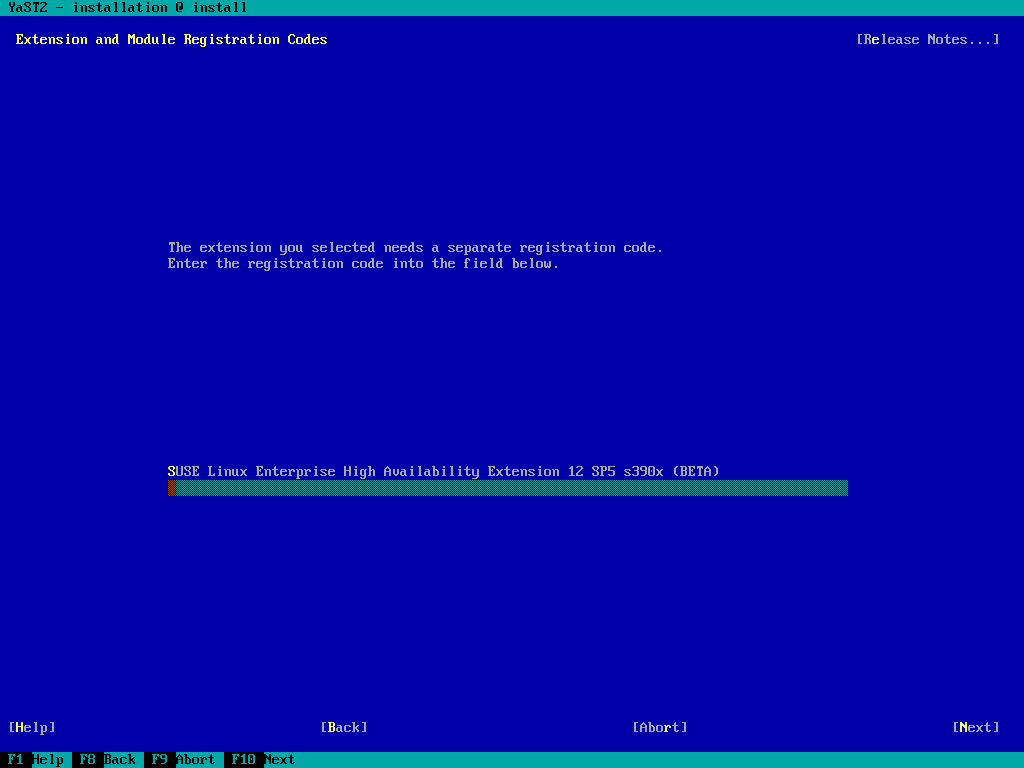 YaST2 - installation @ install
Extension and Module Registration Codes [Release Notes...]
The extension you selected needs a separate registration code.
Enter the registration code into the field below.
SUSE Linux Enterprise High Availability Extension 12 SP5 s390x (BETA)
[Help] [Back] [Abort] [Next]
F1 Help F8 Back F9 Abort F10 Next